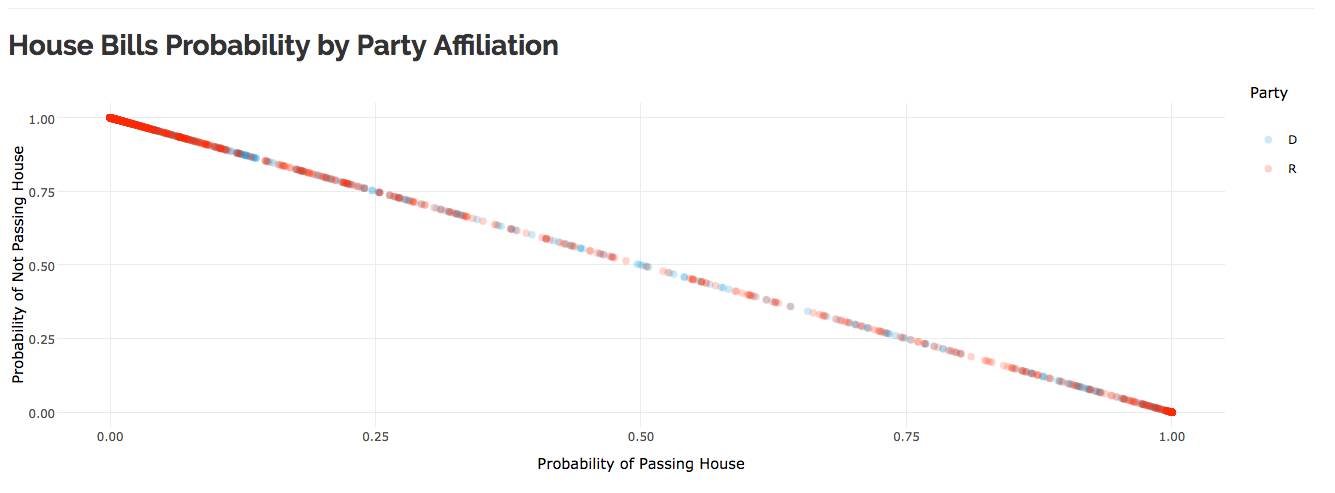 House Bills Probability by Party Affiliation
Party
D
R
Probability of Not Passing House
1.00
0.75
0.50
0.25
0.00
0.00 0.25 0.50 0.75 1.00
Probability of Passing House